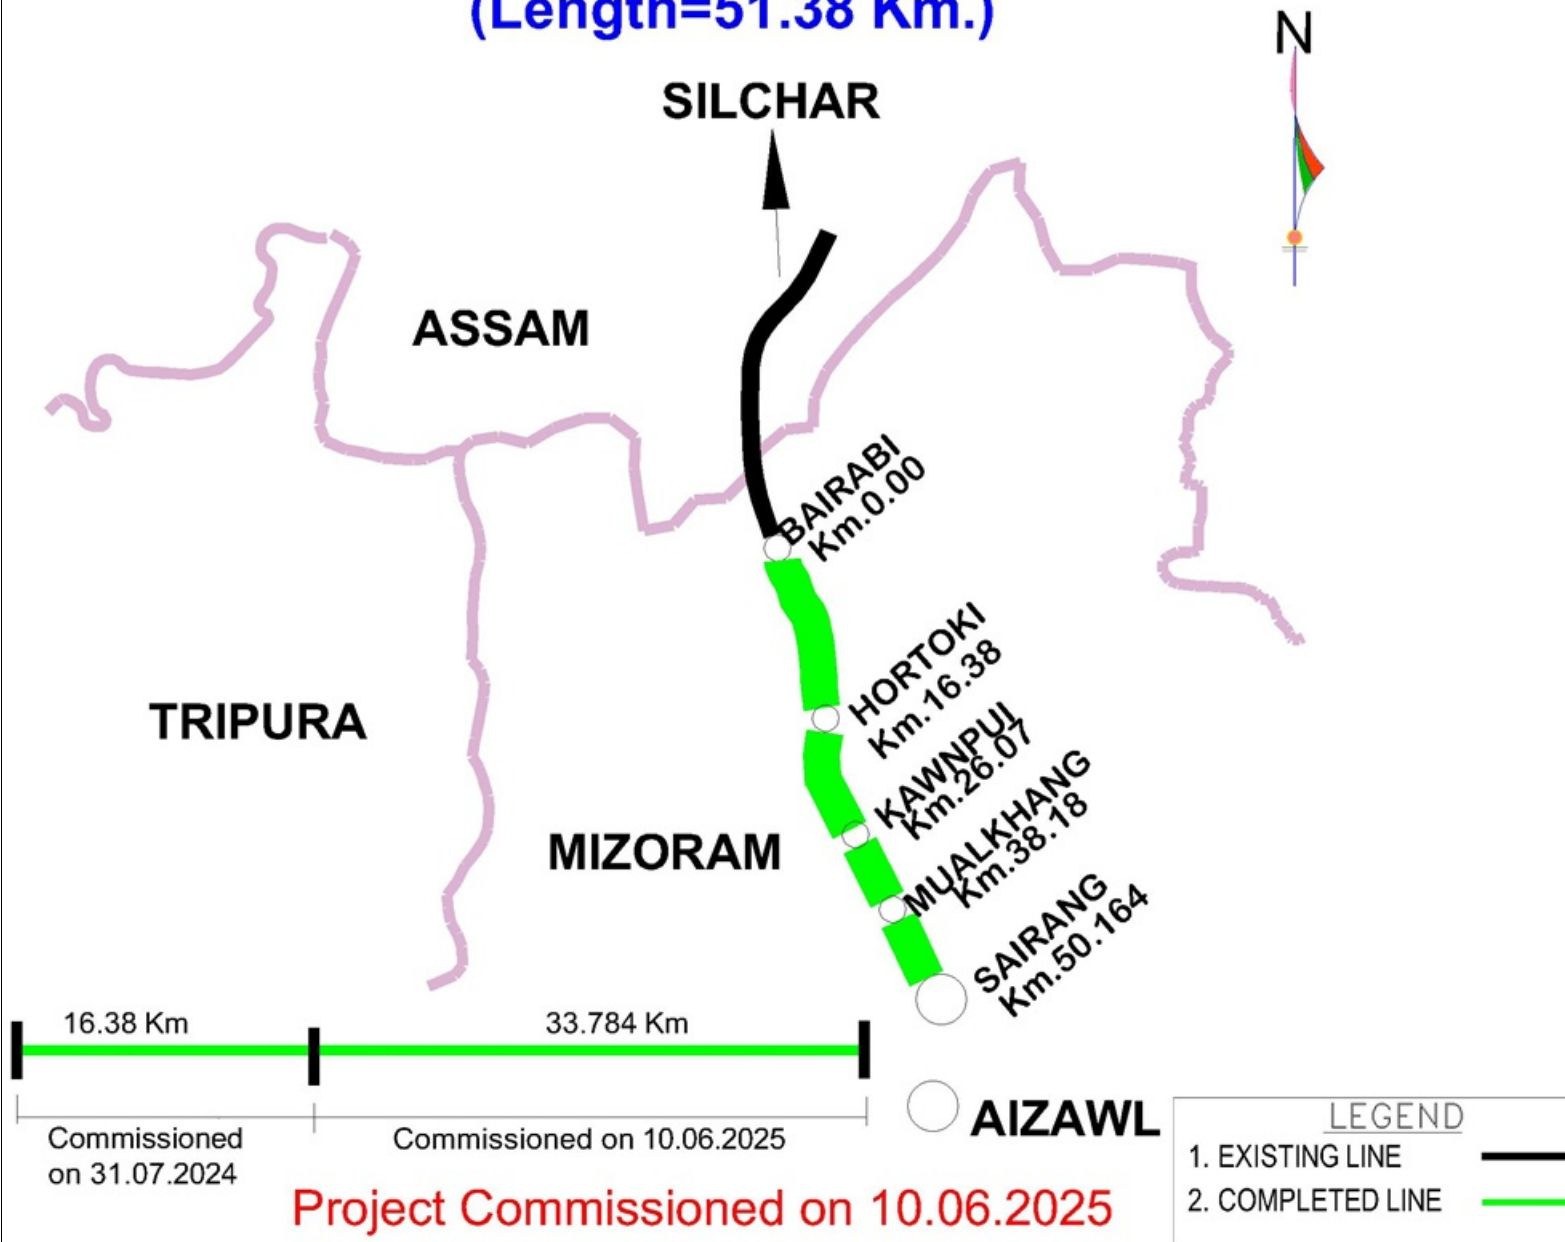 (Length=51.38 Km.)
N
SILCHAR
ASSAM
BAIRABI
Km.0.00
HORTOKI
Km.16.38
TRIPURA
KAWNPUI
Km.26.07
MIZORAM
MUALKHANG
Km.38.18
SAIRANG
Km.50.164
16.38 Km
33.784 Km
AIZAWL
Commissioned
on 31.07.2024
Commissioned on 10.06.2025
LEGEND
1. EXISTING LINE
2. COMPLETED LINE
Project Commissioned on 10.06.2025